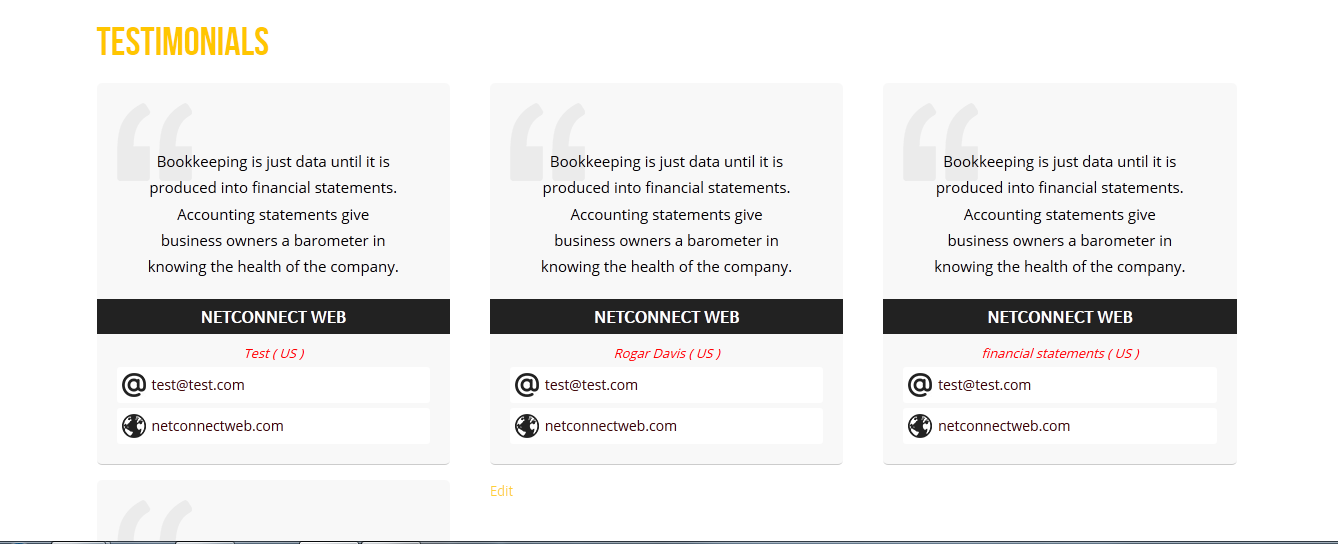 TESTIMONIALS
Bookkeeping is just data until it is
produced into financial statements.
Accounting statements give
business owners a barometer in
knowing the health of the company.
NETCONNECT WEB
Test ( US )
test@test.com
netconnectweb.com
Bookkeeping is just data until it is
produced into financial statements.
Accounting statements give
business owners a barometer in
knowing the health of the company.
NETCONNECT WEB
Rogar Davis ( US )
test@test.com
netconnectweb.com
Bookkeeping is just data until it is
produced into financial statements.
Accounting statements give
business owners a barometer in
knowing the health of the company.
NETCONNECT WEB
financial statements ( US )
test@test.com
netconnectweb.com
Edit